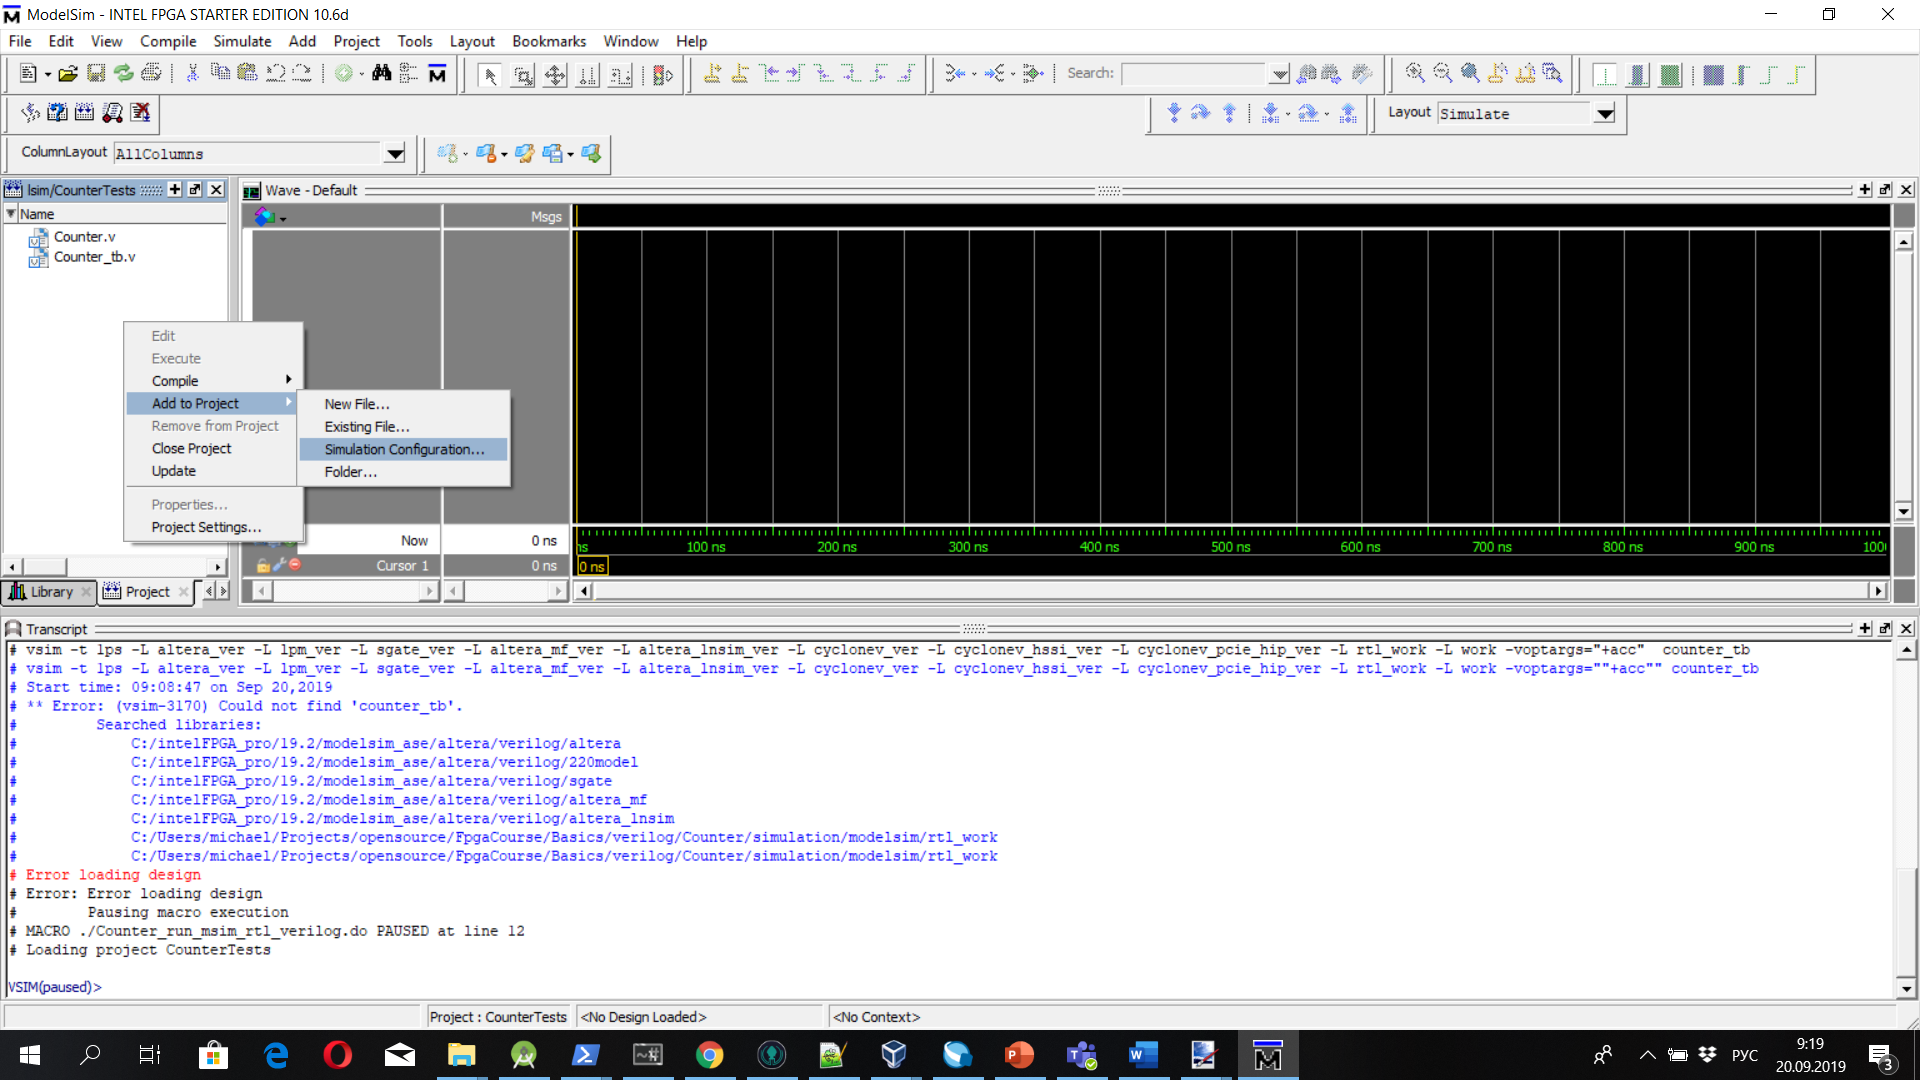 ModelSim - INTEL FPGA STARTER EDITION 10.6d
File Edit View Compile Simulate Add Project Tools Layout Bookmarks Window Help
Search:
Layout Simulate
ColumnLayout AllColumns
lsim/CounterTests
Wave - Default
Name
Msgs
Counter.v
Counter_tb.v
Edit
Execute
Compile
Add to Project
Remove from Project
Close Project
Update
Properties...
Project Settings...
New File...
Existing File...
Simulation Configuration...
Folder...
Now 0 ns
ns 100 ns 200 ns 300 ns 400 ns 500 ns 600 ns 700 ns 800 ns 900 ns 100
Cursor 1 0 ns 0 ns
Library Project
Transcript
# vsim -t 1ps -L altera_ver -L lpm_ver -L sgate_ver -L altera_mf_ver -L altera_lnsim_ver -L cyclonev_ver -L cyclonev_hssi_ver -L cyclonev_pcie_hip_ver -L rtl_work -L work -voptargs="+acc"  counter_tb
# vsim -t 1ps -L altera_ver -L lpm_ver -L sgate_ver -L altera_mf_ver -L altera_lnsim_ver -L cyclonev_ver -L cyclonev_hssi_ver -L cyclonev_pcie_hip_ver -L rtl_work -L work -voptargs=""+acc"" counter_tb
# Start time: 09:08:47 on Sep 20,2019
# ** Error: (vsim-3170) Could not find 'counter_tb'.
#         Searched libraries:
#             C:/intelFPGA_pro/19.2/modelsim_ase/altera/verilog/altera
#             C:/intelFPGA_pro/19.2/modelsim_ase/altera/verilog/220model
#             C:/intelFPGA_pro/19.2/modelsim_ase/altera/verilog/sgate
#             C:/intelFPGA_pro/19.2/modelsim_ase/altera/verilog/altera_mf
#             C:/intelFPGA_pro/19.2/modelsim_ase/altera/verilog/altera_lnsim
#             C:/Users/michael/Projects/opensource/FpgaCourse/Basics/verilog/Counter/simulation/modelsim/rtl_work
#             C:/Users/michael/Projects/opensource/FpgaCourse/Basics/verilog/Counter/simulation/modelsim/rtl_work
# Error loading design
# Error: Error loading design
#        Pausing macro execution
# MACRO ./Counter_run_msim_rtl_verilog.do PAUSED at line 12
# Loading project CounterTests
VSIM(paused)>
Project : CounterTests <No Design Loaded> <No Context>
РУС
9:19
20.09.2019
3